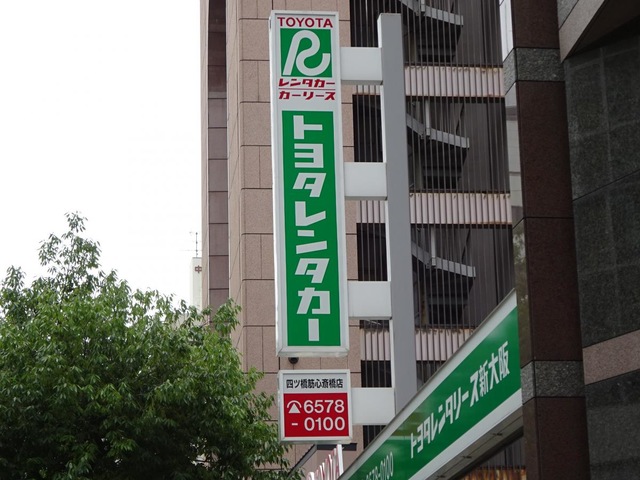 TOYOTA
R
レンタカー
カーリース
トヨタレンタカー
四ツ橋筋心斎橋店
☎6578
-0100
トヨタレンタリース新大阪
6578-0100